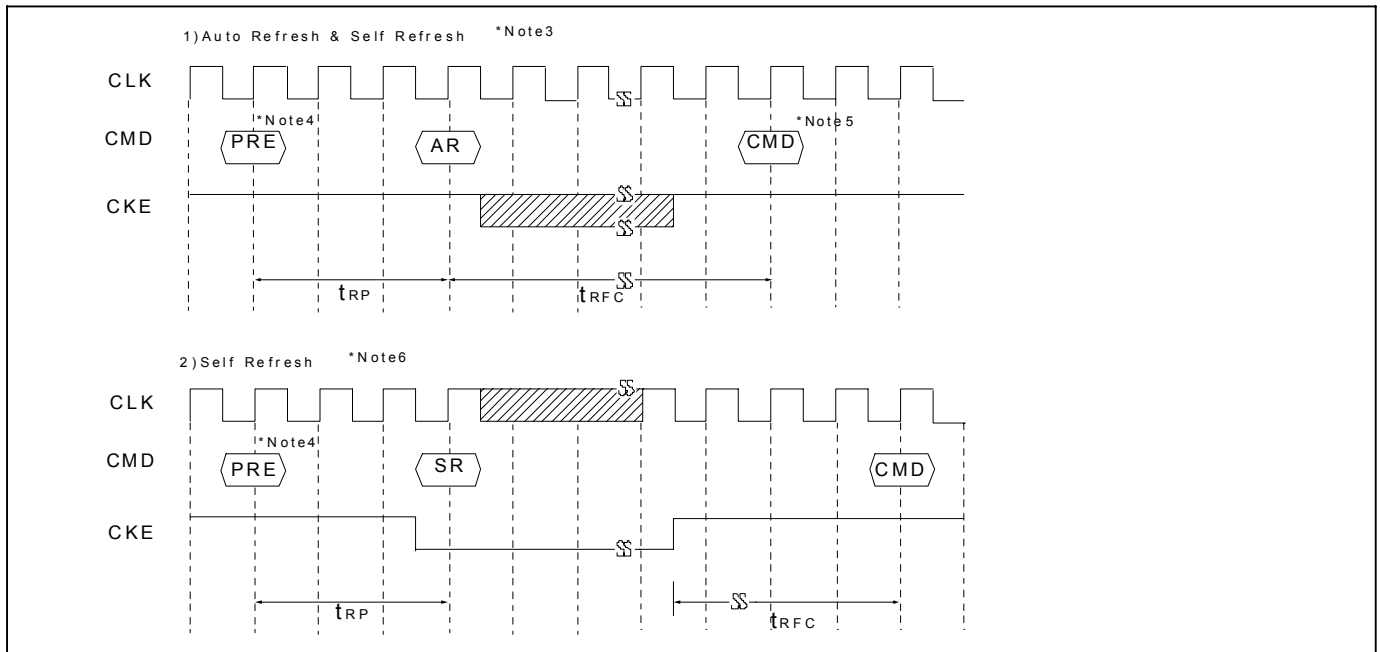 1)Auto Refresh & Self Refresh *Note3
CLK
*Note4 *Note5
CMD PRE AR CMD
CKE
tRP tRFC
2)Self Refresh *Note6
CLK
*Note4
CMD PRE SR CMD
CKE
tRP tRFC